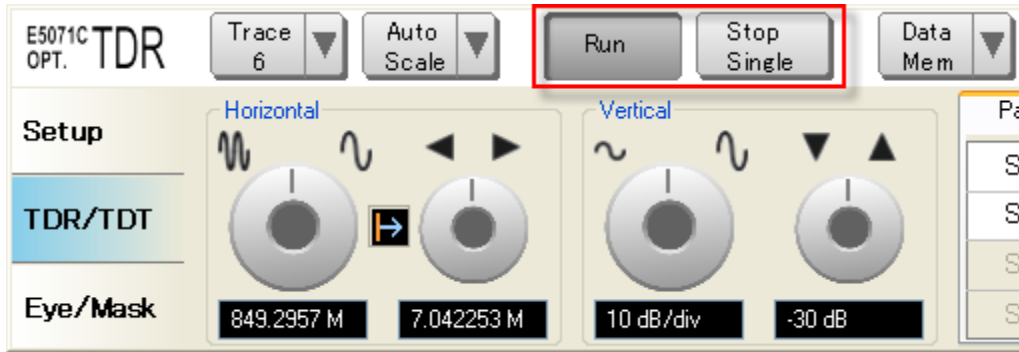 E5071C
OPT. TDR
Trace
6
Auto
Scale
Run
Stop
Single
Data
Mem
Setup
TDR/TDT
Eye/Mask
Horizontal
849.2957 M
7.042253 M
Vertical
10 dB/div
-30 dB
Pa
S
S
S
S